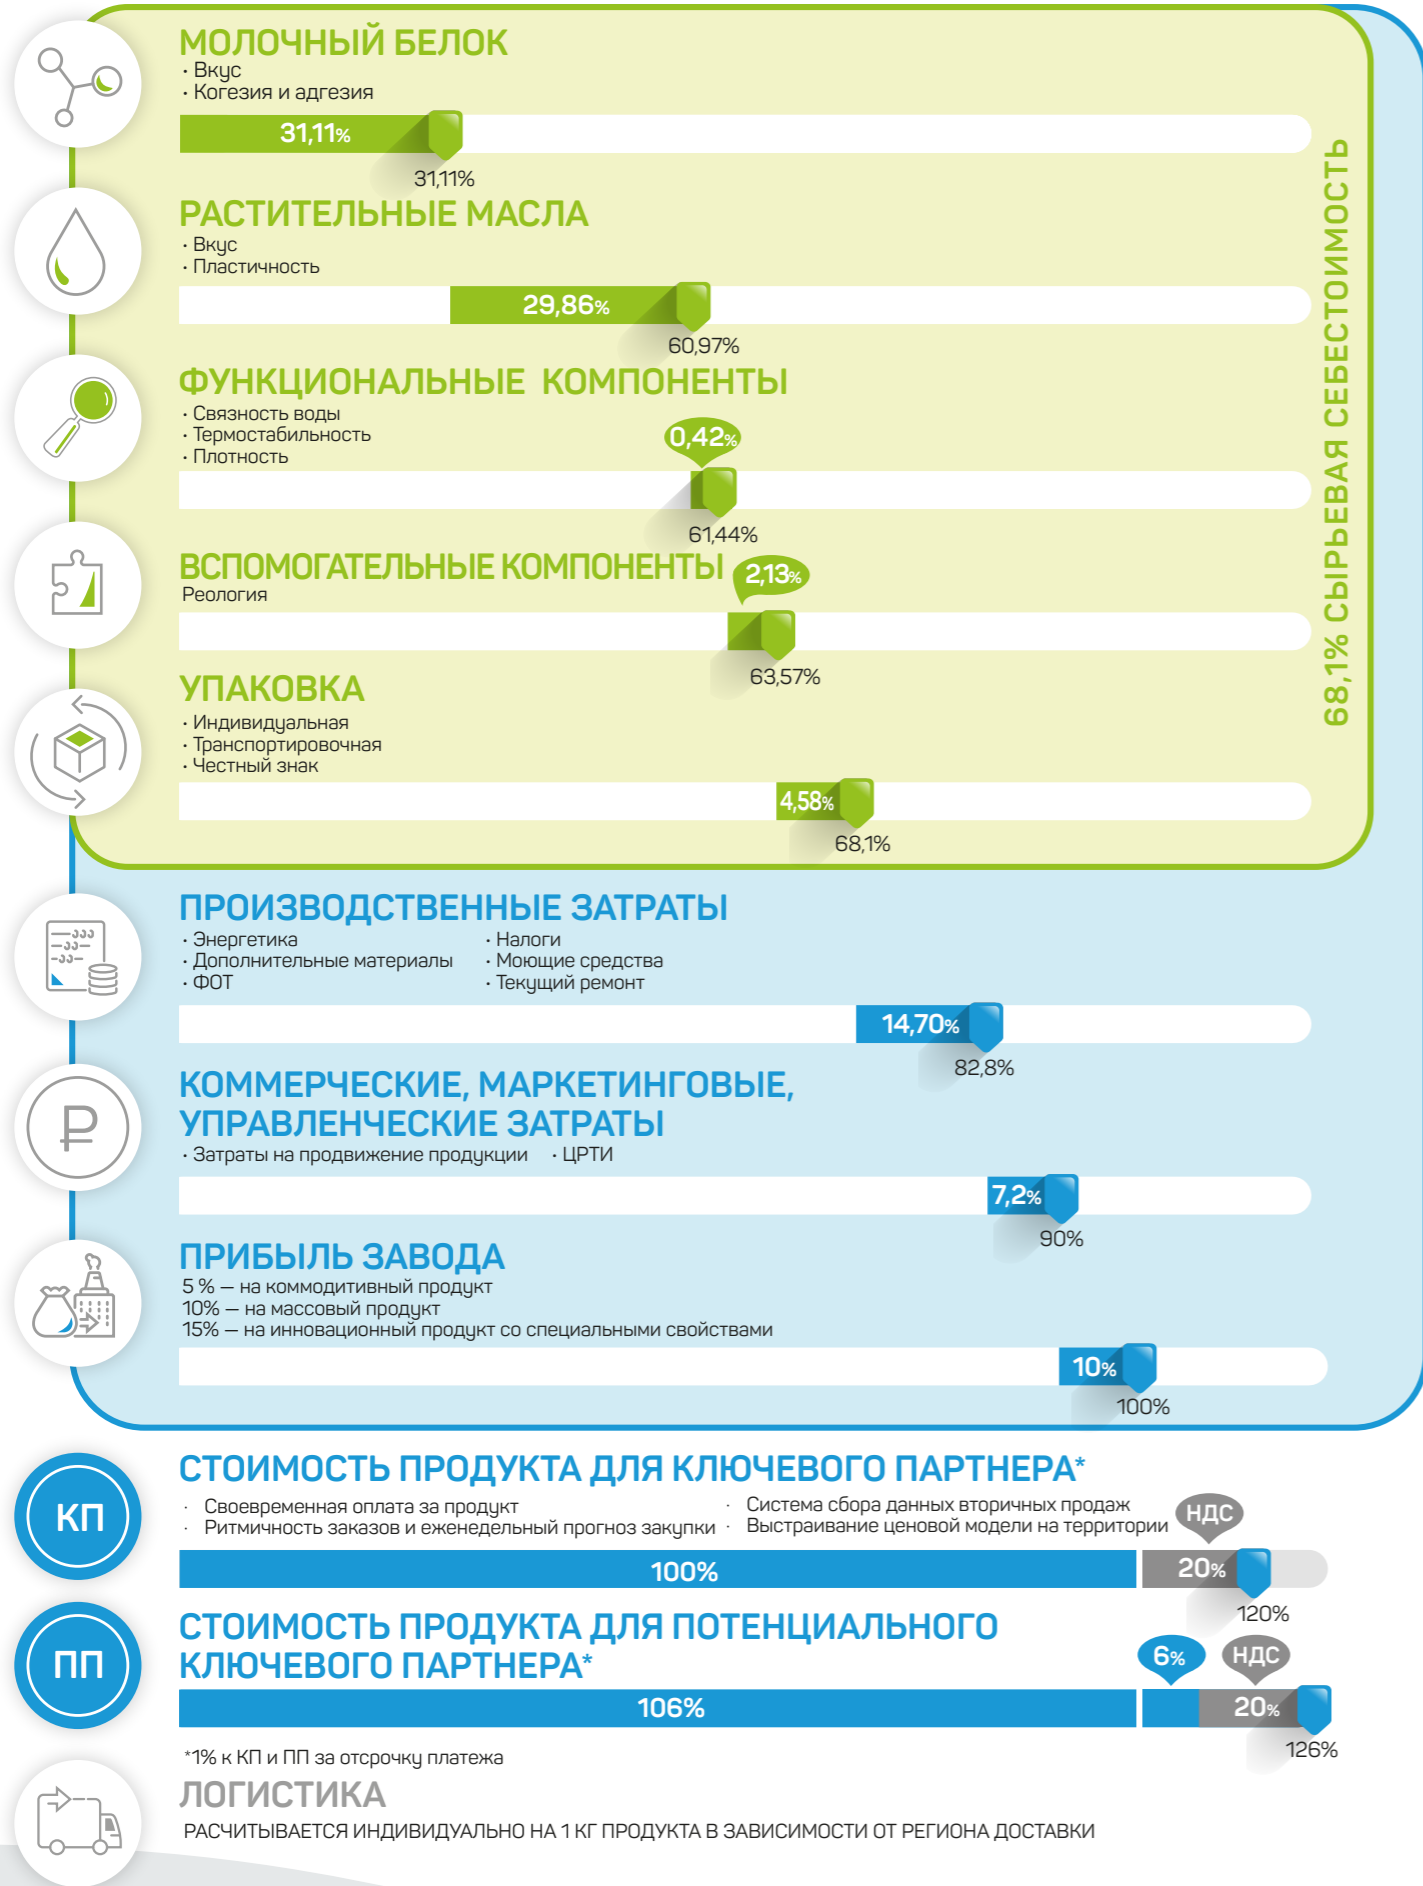 МОЛОЧНЫЙ БЕЛОК
· Вкус
· Когезия и адгезия
31,11%
31,11%
РАСТИТЕЛЬНЫЕ МАСЛА
· Вкус
· Пластичность
29,86%
60,97%
ФУНКЦИОНАЛЬНЫЕ КОМПОНЕНТЫ
· Связность воды
· Термостабильность
· Плотность
0,42%
61,44%
ВСПОМОГАТЕЛЬНЫЕ КОМПОНЕНТЫ
2,13%
Реология
63,57%
УПАКОВКА
· Индивидуальная
· Транспортировочная
· Честный знак
4,58%
68,1%
68,1% СЫРЬЕВАЯ СЕБЕСТОИМОСТЬ
ПРОИЗВОДСТВЕННЫЕ ЗАТРАТЫ
· Энергетика
· Дополнительные материалы
· ФОТ
· Налоги
· Моющие средства
· Текущий ремонт
14,70%
82,8%
КОММЕРЧЕСКИЕ, МАРКЕТИНГОВЫЕ,
УПРАВЛЕНЧЕСКИЕ ЗАТРАТЫ
· Затраты на продвижение продукции · ЦРТИ
7,2%
90%
ПРИБЫЛЬ ЗАВОДА
5 % — на коммодитивный продукт
10% — на массовый продукт
15% — на инновационный продукт со специальными свойствами
10%
100%
КП
СТОИМОСТЬ ПРОДУКТА ДЛЯ КЛЮЧЕВОГО ПАРТНЕРА*
· Своевременная оплата за продукт
· Ритмичность заказов и еженедельный прогноз закупки
· Система сбора данных вторичных продаж
· Выстраивание ценовой модели на территории
НДС
100%
20%
120%
ПП
СТОИМОСТЬ ПРОДУКТА ДЛЯ ПОТЕНЦИАЛЬНОГО
КЛЮЧЕВОГО ПАРТНЕРА*
6%
НДС
106%
20%
126%
*1% к КП и ПП за отсрочку платежа
ЛОГИСТИКА
РАСЧИТЫВАЕТСЯ ИНДИВИДУАЛЬНО НА 1 КГ ПРОДУКТА В ЗАВИСИМОСТИ ОТ РЕГИОНА ДОСТАВКИ